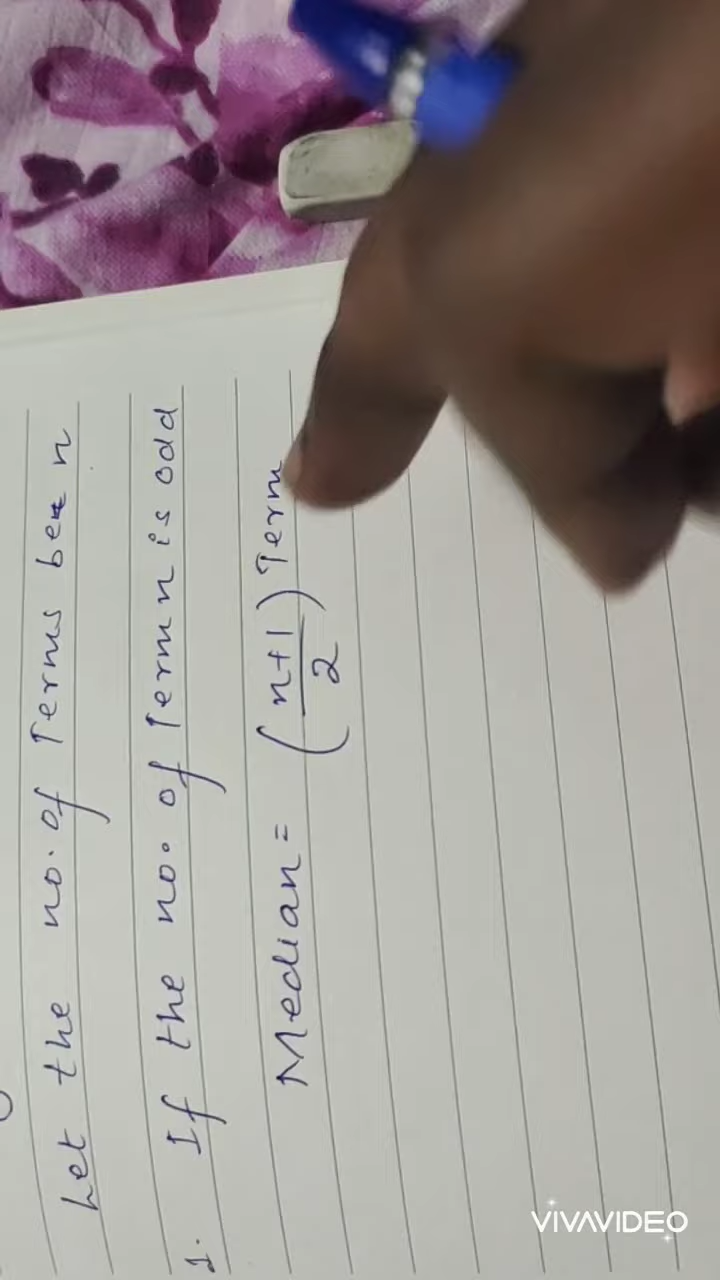 Let the no. of Terms be n
1. If the no. of Term n is odd
Median = (n+1/2) Term
VIVAVIDEO